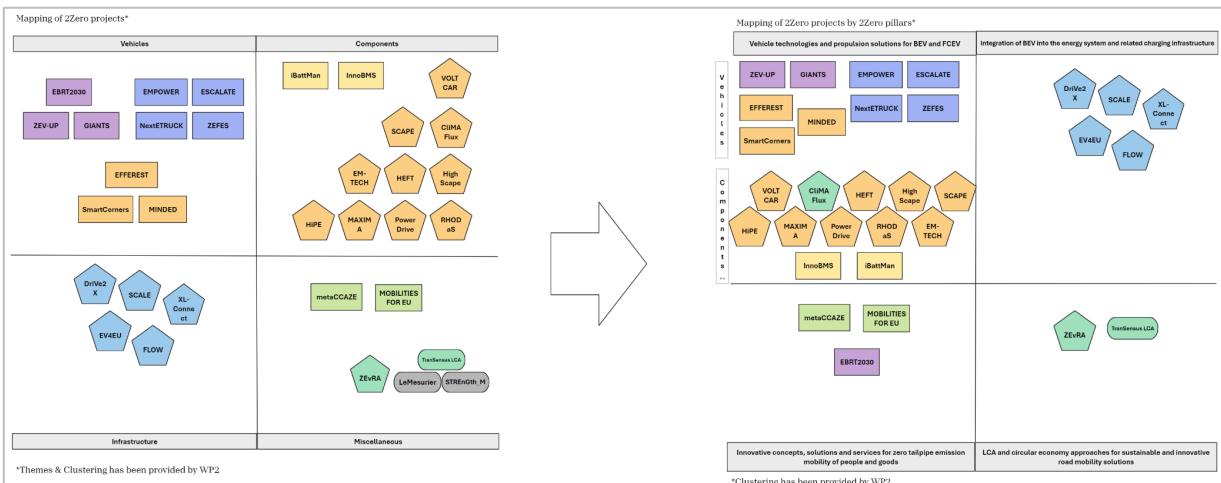 Mapping of 2Zero projects*
Vehicles
Components
EBRT2030
EMPOWER
ESCALATE
ZEV-UP
GIANTS
NextETRUCK
ZEFES
EFFEREST
SmartCorners
MINDED
iBattMan
InnoBMS
VOLT
CAR
SCAPE
CliMA
Flux
EM-
TECH
HEFT
High
Scape
HiPE
MAXIM
A
Power
Drive
RHOD
aS
DriVe2
X
SCALE
XL-
Conne
ct
EV4EU
FLOW
metaCCAZE
MOBILITIES
FOR EU
ZEvRA
TranSensus LCA
LeMesurier
STREnGth_M
Infrastructure
Miscellaneous
*Themes & Clustering has been provided by WP2
Mapping of 2Zero projects by 2Zero pillars*
Vehicle technologies and propulsion solutions for BEV and FCEV
Integration of BEV into the energy system and related charging infrastructure
Vehicles
ZEV-UP
GIANTS
EMPOWER
ESCALATE
EFFEREST
MINDED
NextETRUCK
ZEFES
SmartCorners
DriVe2
X
SCALE
XL-
Conne
ct
EV4EU
FLOW
Components
VOLT
CAR
CliMA
Flux
HEFT
High
Scape
SCAPE
HiPE
MAXIM
A
Power
Drive
RHOD
aS
EM-
TECH
InnoBMS
iBattMan
metaCCAZE
MOBILITIES
FOR EU
EBRT2030
ZEvRA
TranSensus LCA
Innovative concepts, solutions and services for zero tailpipe emission
mobility of people and goods
LCA and circular economy approaches for sustainable and innovative
road mobility solutions
*Clustering has been provided by WP2